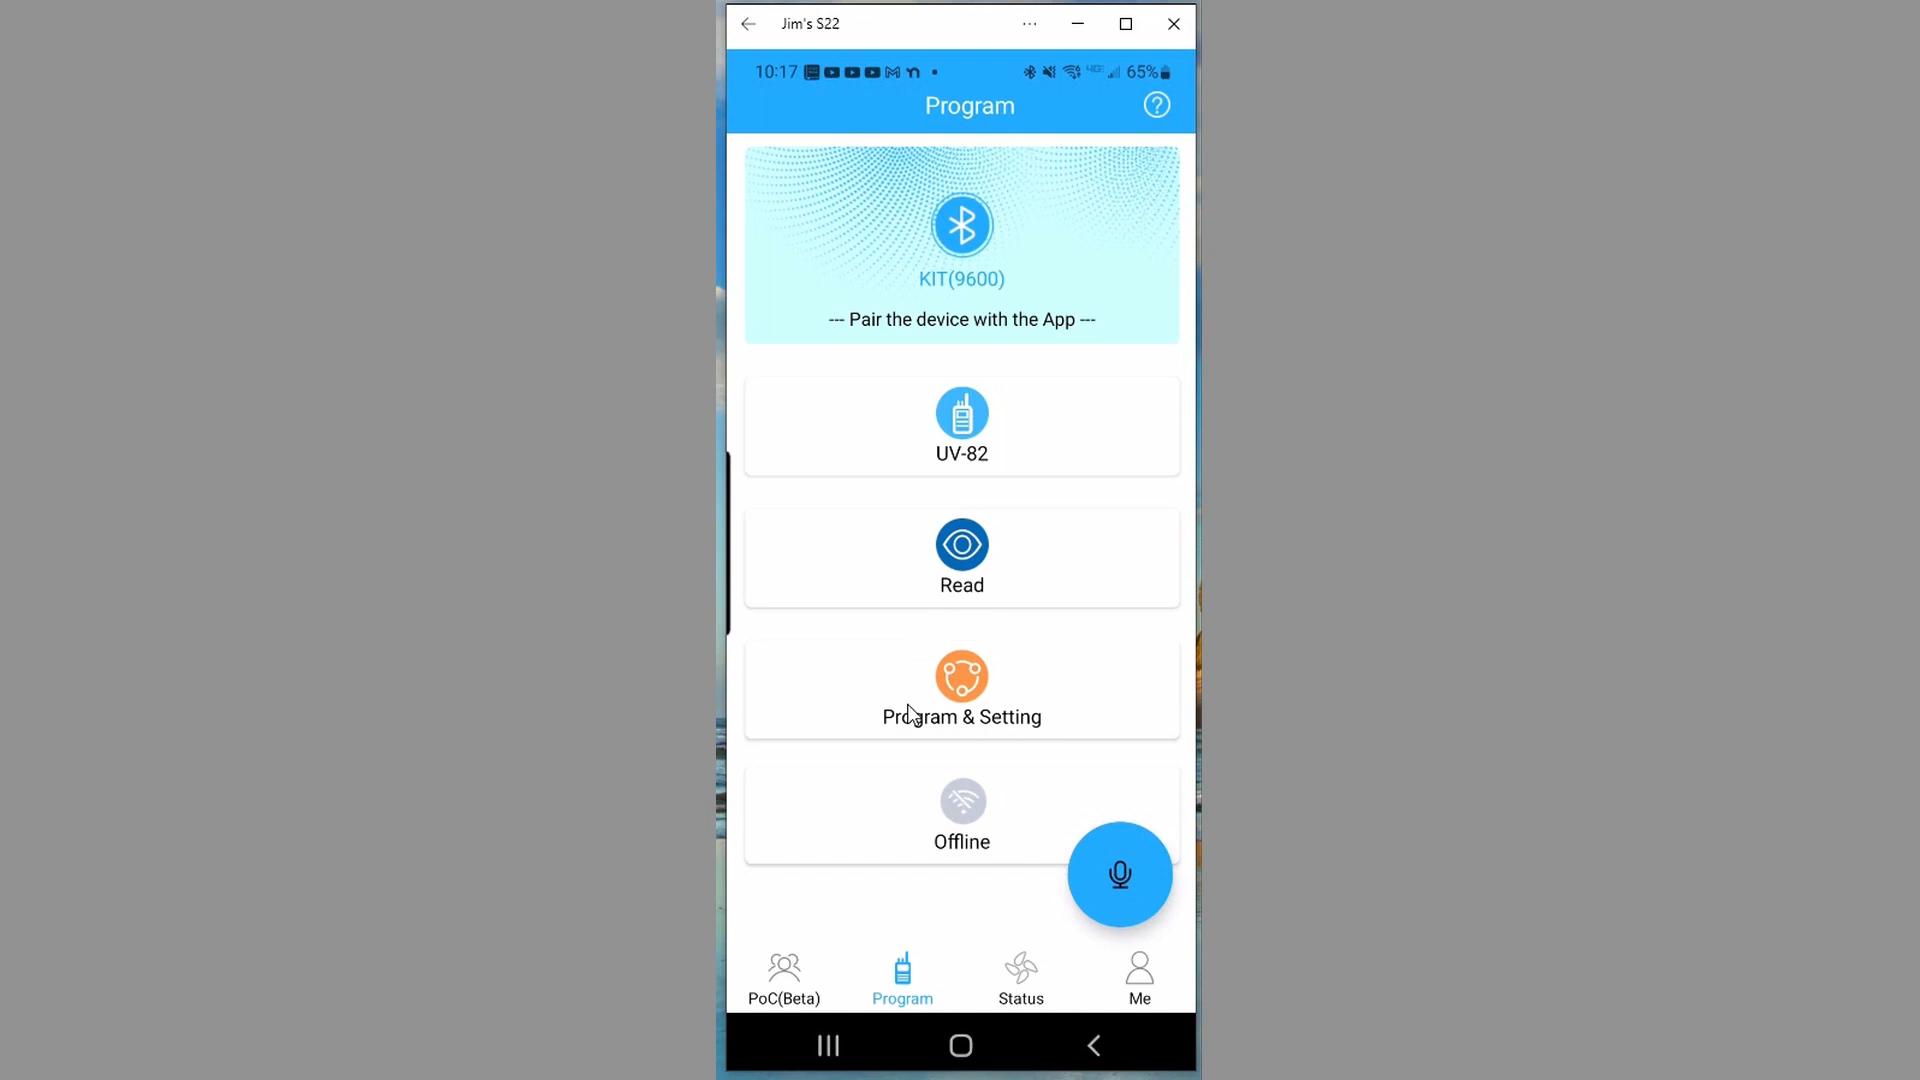 Jim's S22
10:17
65%
Program
KIT(9600)
--- Pair the device with the App ---
UV-82
Read
Program & Setting
Offline
PoC(Beta)
Program
Status
Me